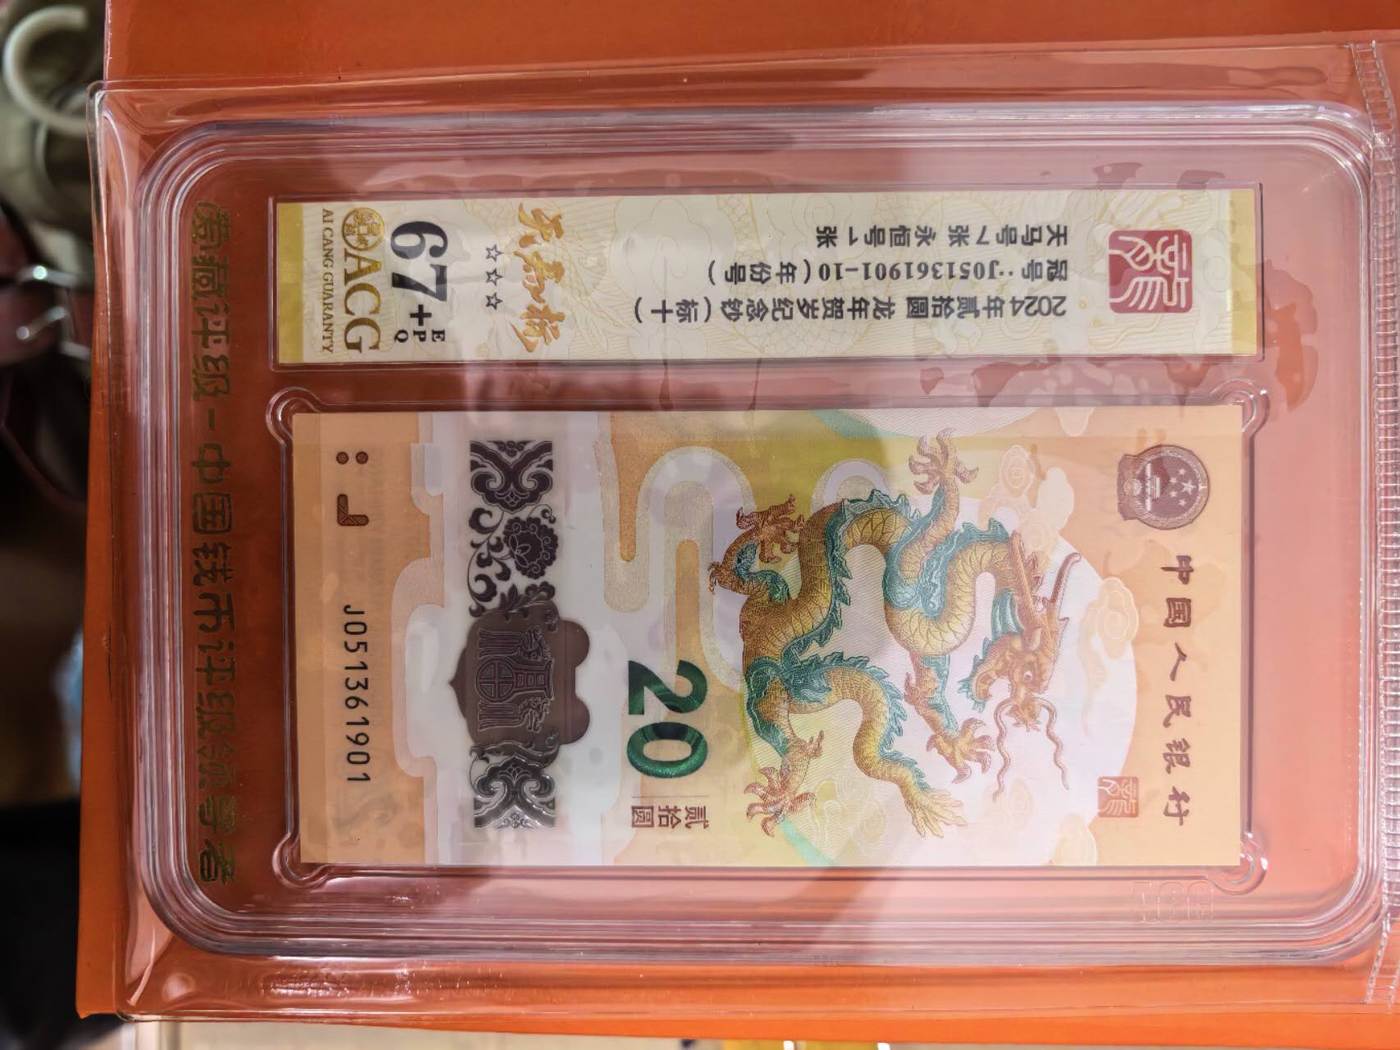 2024年贰拾圓 龙年贺岁纪念钞(标十)
冠号:J051361901-10(年份号)
天马号7张 永恒号1张
☆☆☆
67+ EPQ
ACG
AI CANG GUARANTY
中国人民银行
20
贰拾圓
J051361901
爱藏评级-中国钱币评级领导者